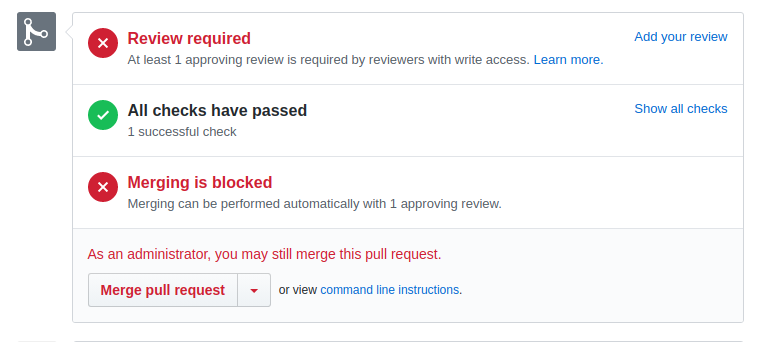 Review required
Add your review
At least 1 approving review is required by reviewers with write access. Learn more.
All checks have passed
Show all checks
1 successful check
Merging is blocked
Merging can be performed automatically with 1 approving review.
As an administrator, you may still merge this pull request.
Merge pull request
or view command line instructions.